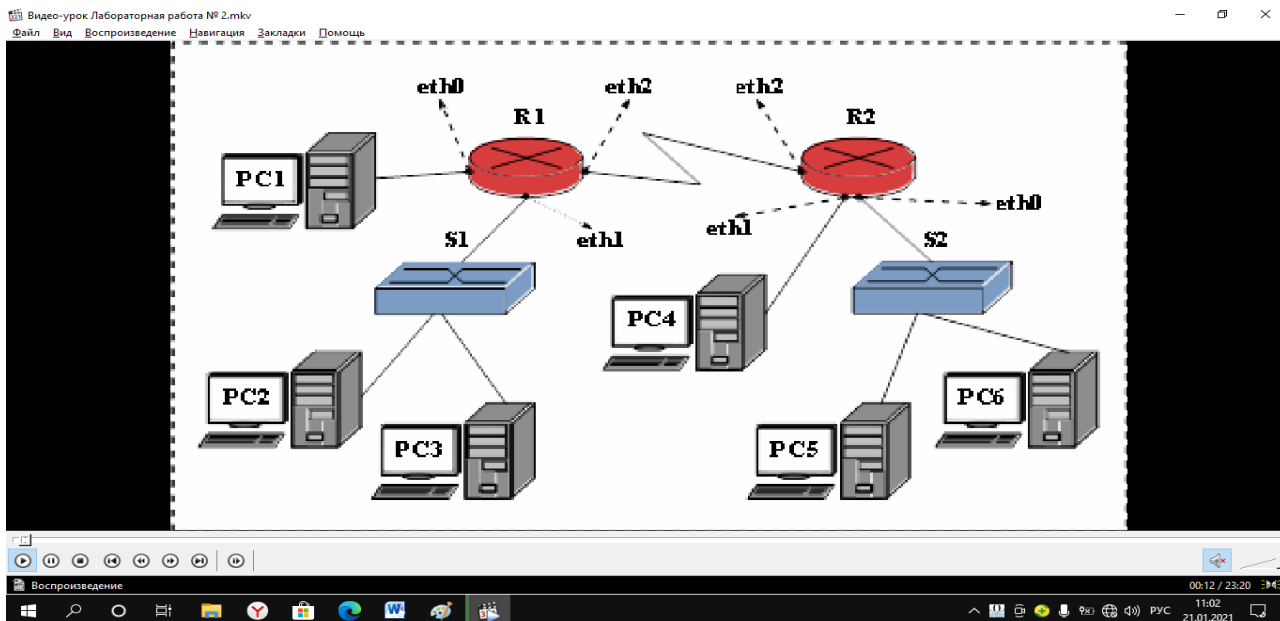 Видео-урок Лабораторная работа № 2.mkv
Файл Вид Воспроизведение Навигация Закладки Помощь
eth0 eth2 eth2
R1 R2
PC1
eth0
eth1
eth1
S1 S2
PC4
PC2 PC6
PC3 PC5
Воспроизведение 00:12 / 23:20
W РУС 11:02
21.01.2021